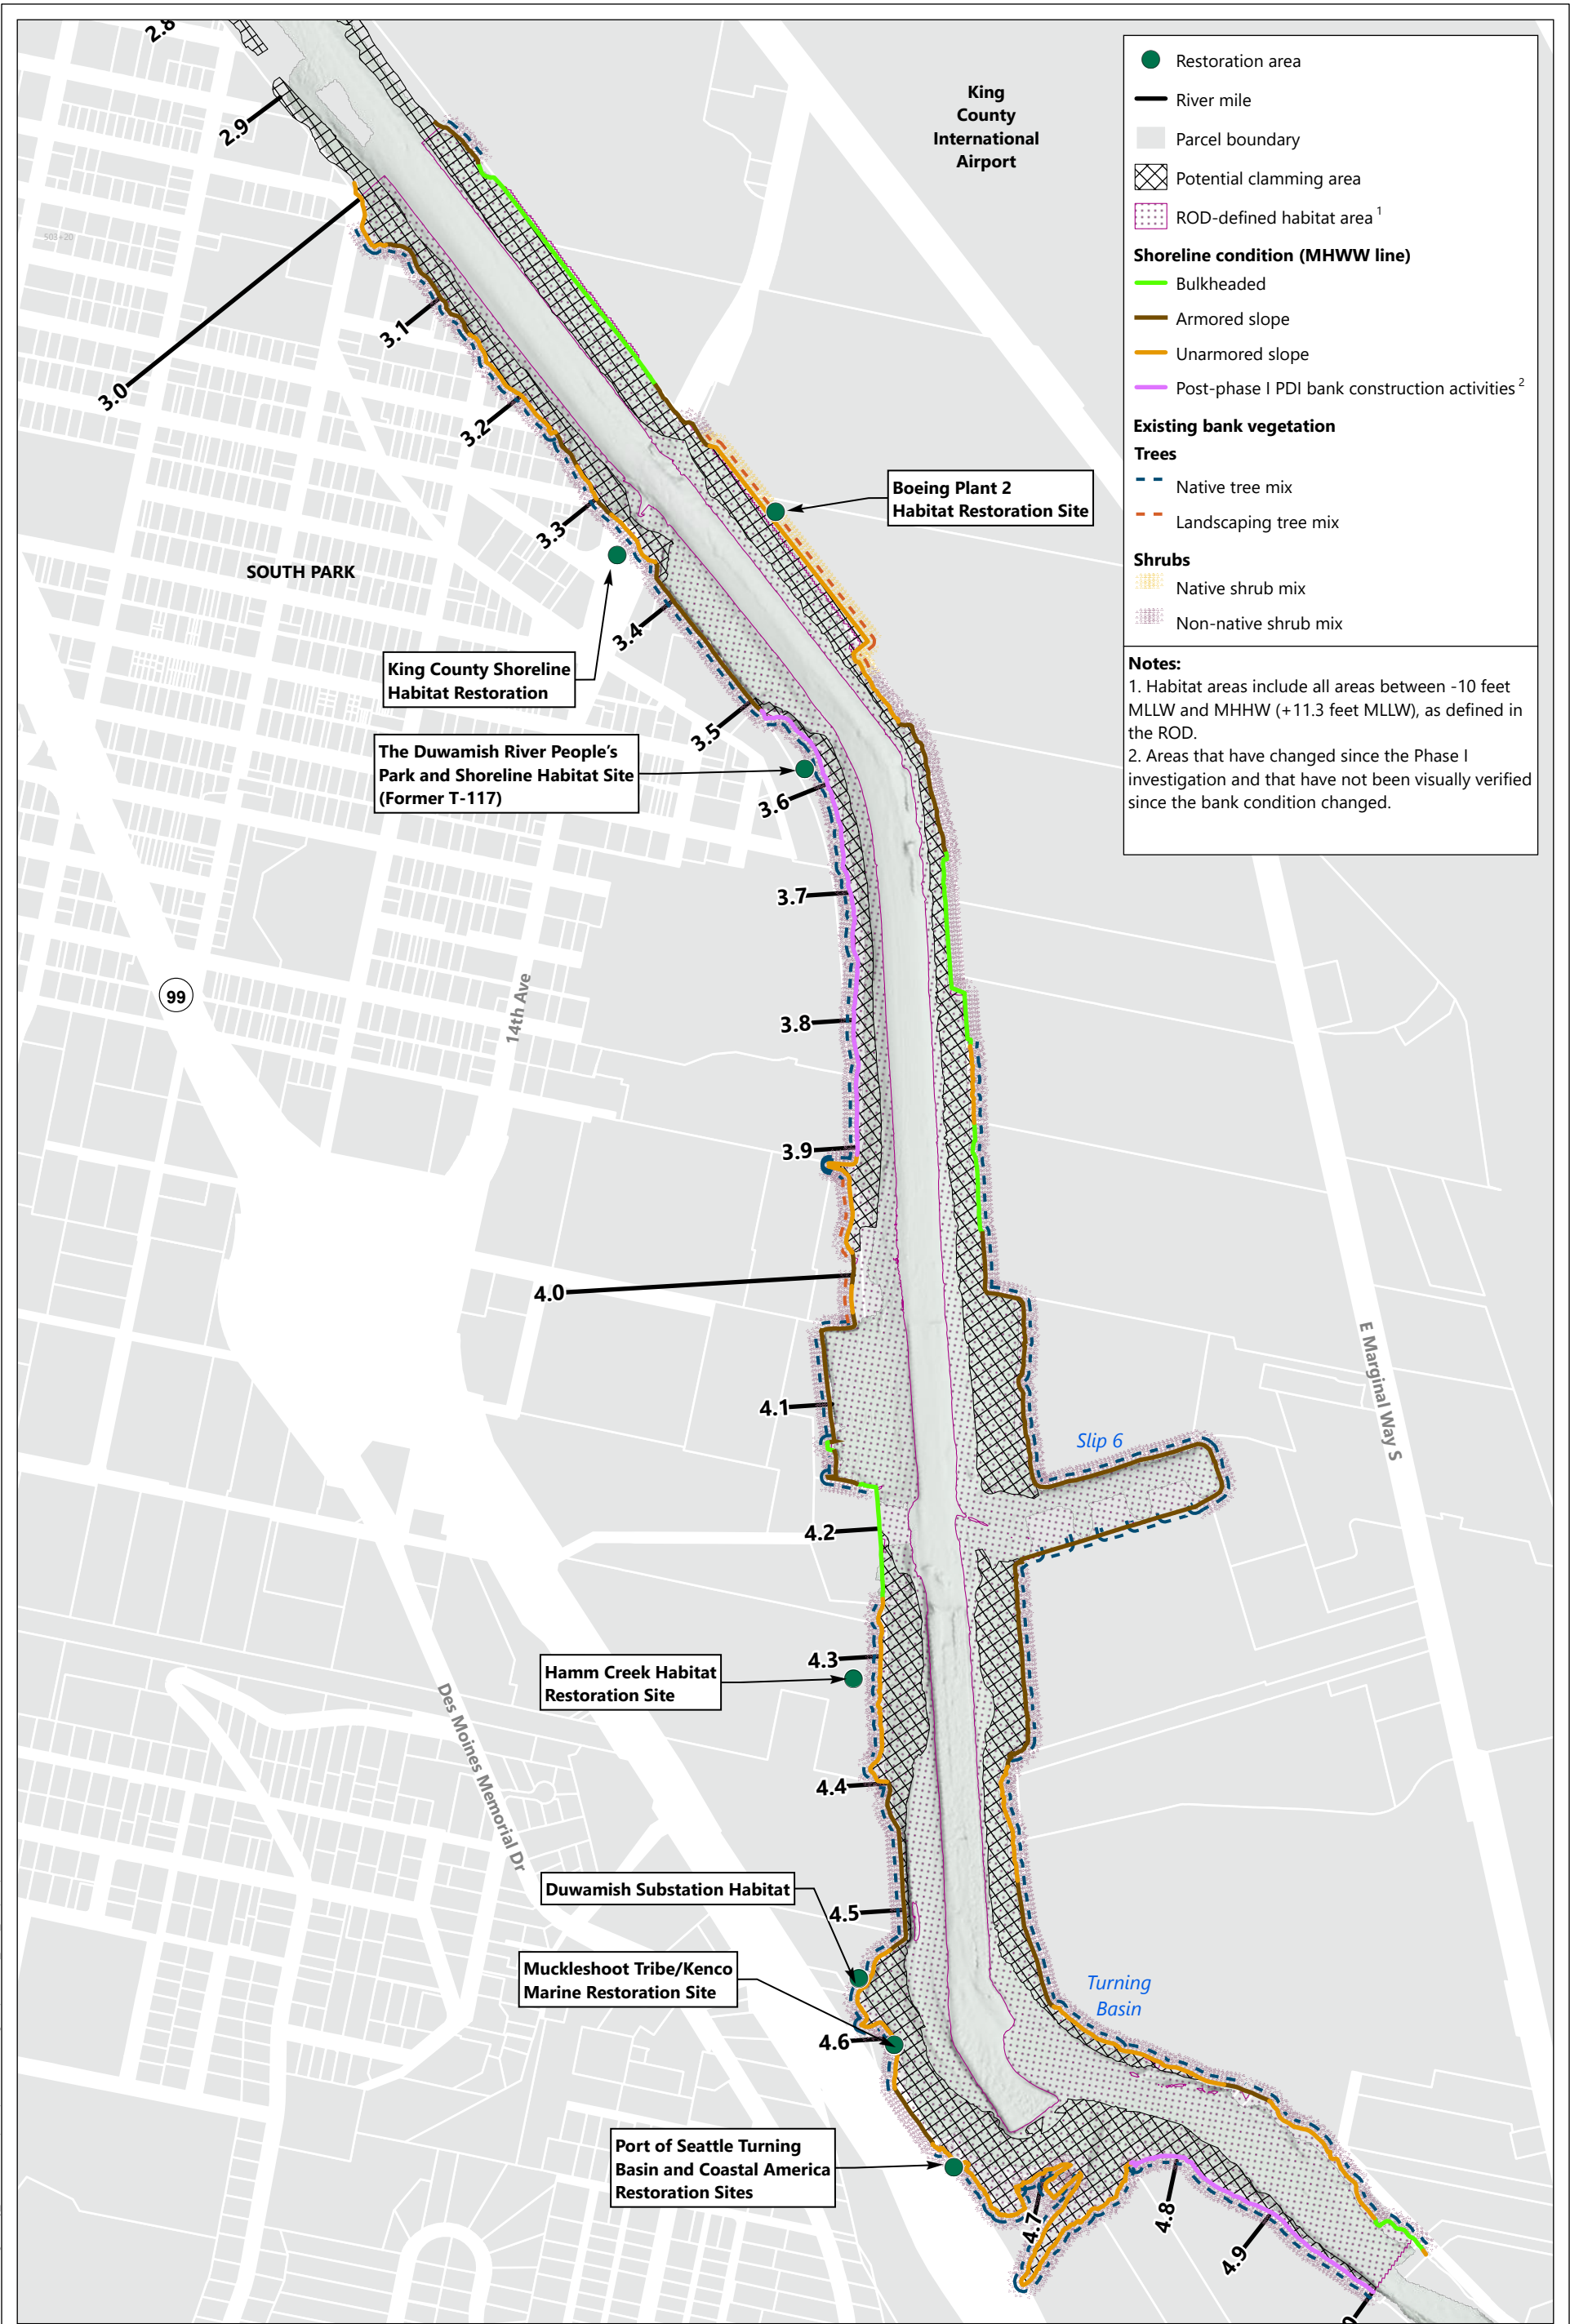 2.8
2.9
3.0
3.1
3.2
3.3
3.4
3.5
3.6
3.7
3.8
3.9
4.0
4.1
4.2
4.3
4.4
4.5
4.6
4.7
4.8
4.9
503+20
King
County
International
Airport
SOUTH PARK
99
14th Ave
Des Moines Memorial Dr
E Marginal Way S
Slip 6
Turning
Basin
Boeing Plant 2
Habitat Restoration Site
King County Shoreline
Habitat Restoration
The Duwamish River People's
Park and Shoreline Habitat Site
(Former T-117)
Hamm Creek Habitat
Restoration Site
Duwamish Substation Habitat
Muckleshoot Tribe/Kenco
Marine Restoration Site
Port of Seattle Turning
Basin and Coastal America
Restoration Sites
Restoration area
River mile
Parcel boundary
Potential clamming area
ROD-defined habitat area 1
Shoreline condition (MHWW line)
Bulkheaded
Armored slope
Unarmored slope
Post-phase I PDI bank construction activities 2
Existing bank vegetation
Trees
Native tree mix
Landscaping tree mix
Shrubs
Native shrub mix
Non-native shrub mix
Notes:
1. Habitat areas include all areas between -10 feet
MLLW and MHHW (+11.3 feet MLLW), as defined in
the ROD.
2. Areas that have changed since the Phase I
investigation and that have not been visually verified
since the bank condition changed.